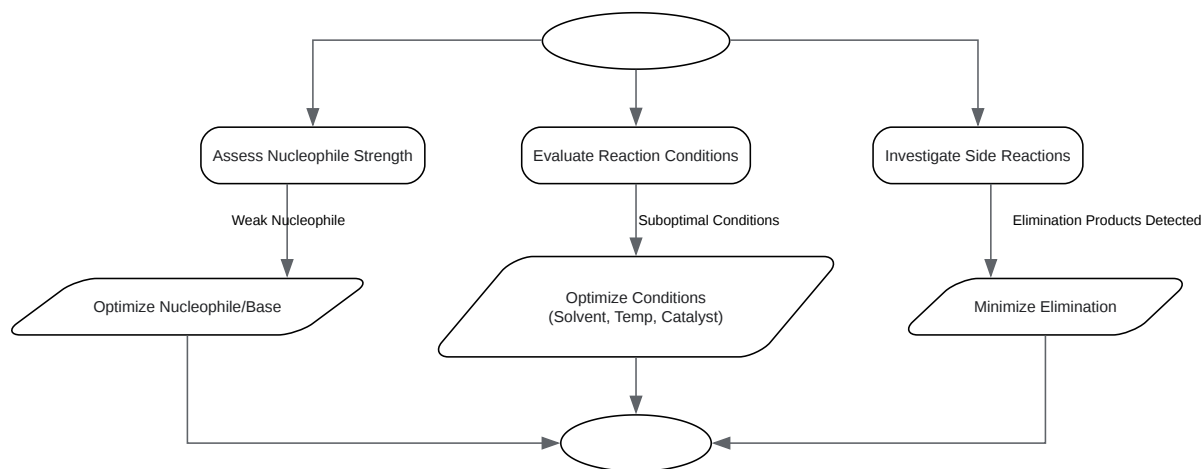 Assess Nucleophile Strength
Evaluate Reaction Conditions
Investigate Side Reactions
Weak Nucleophile
Suboptimal Conditions
Elimination Products Detected
Optimize Nucleophile/Base
Optimize Conditions
(Solvent, Temp, Catalyst)
Minimize Elimination